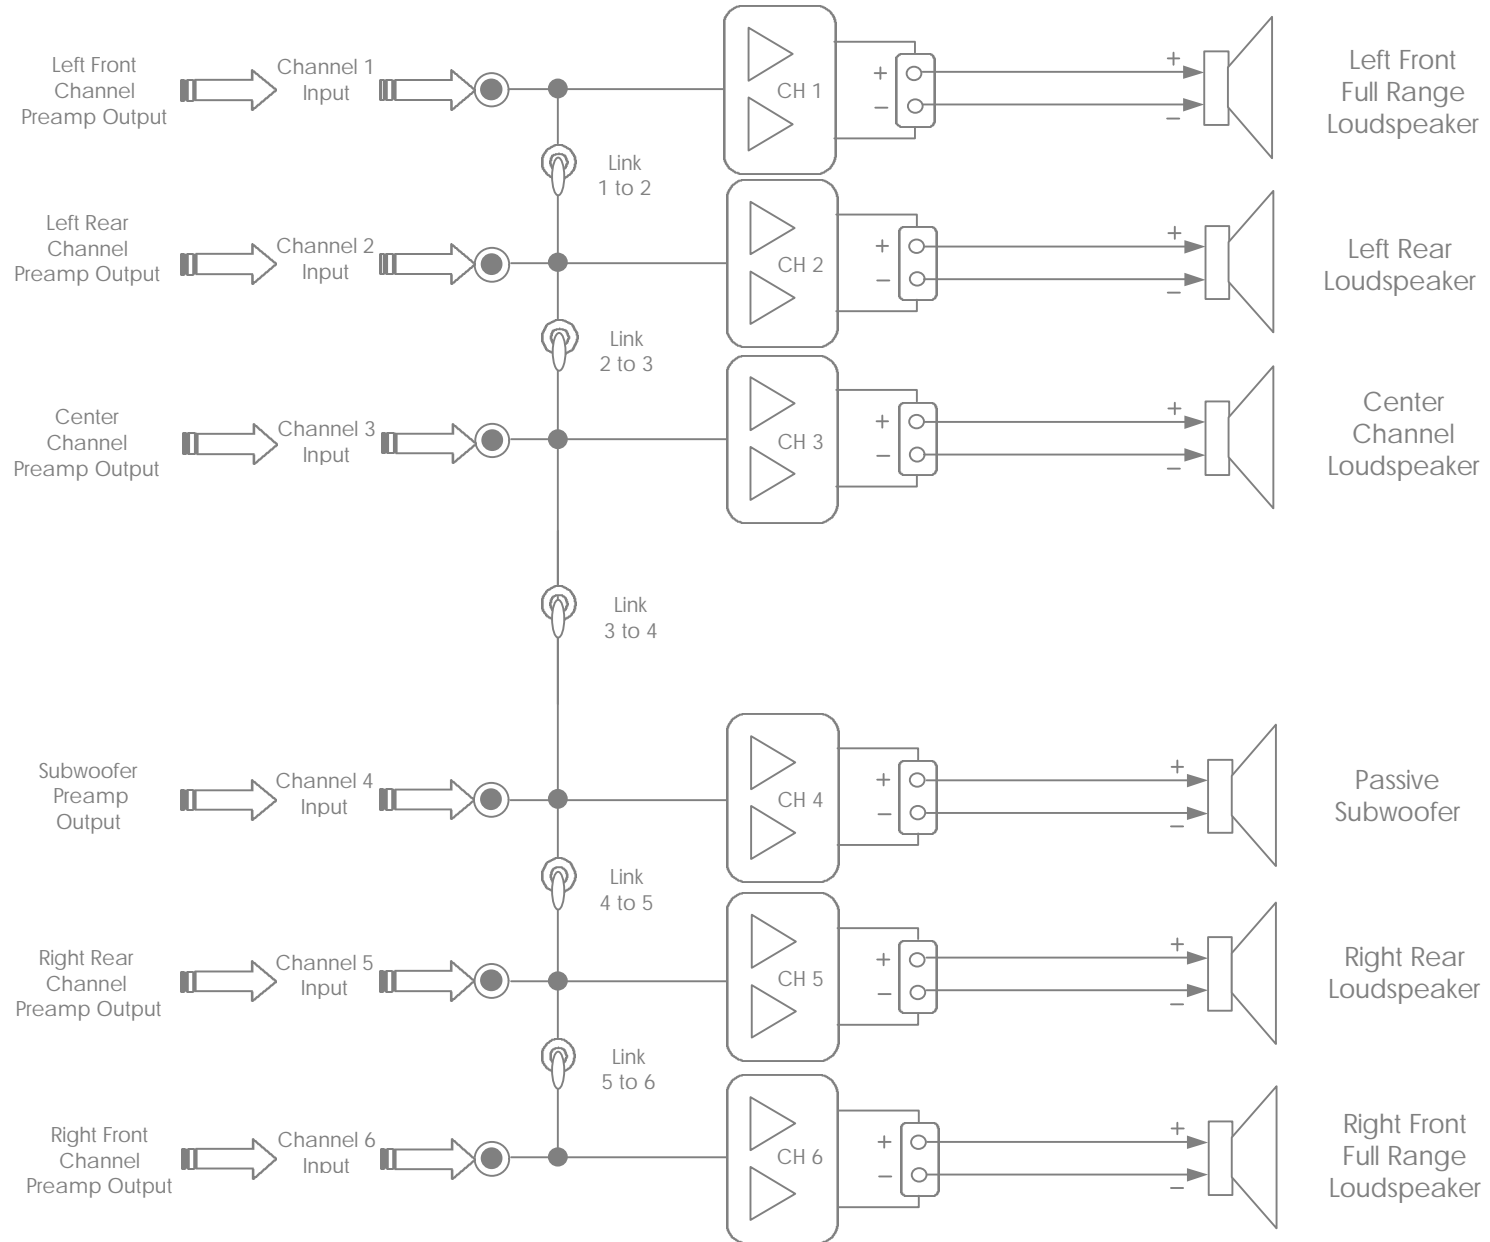 Left Front
Channel
Preamp Output
Channel 1
Input
CH 1
+
−
+
−
Left Front
Full Range
Loudspeaker
Link
1 to 2
Left Rear
Channel
Preamp Output
Channel 2
Input
CH 2
+
−
+
−
Left Rear
Loudspeaker
Link
2 to 3
Center
Channel
Preamp Output
Channel 3
Input
CH 3
+
−
+
−
Center
Channel
Loudspeaker
Link
3 to 4
Subwoofer
Preamp
Output
Channel 4
Input
CH 4
+
−
+
−
Passive
Subwoofer
Link
4 to 5
Right Rear
Channel
Preamp Output
Channel 5
Input
CH 5
+
−
+
−
Right Rear
Loudspeaker
Link
5 to 6
Right Front
Channel
Preamp Output
Channel 6
Input
CH 6
+
−
+
−
Right Front
Full Range
Loudspeaker